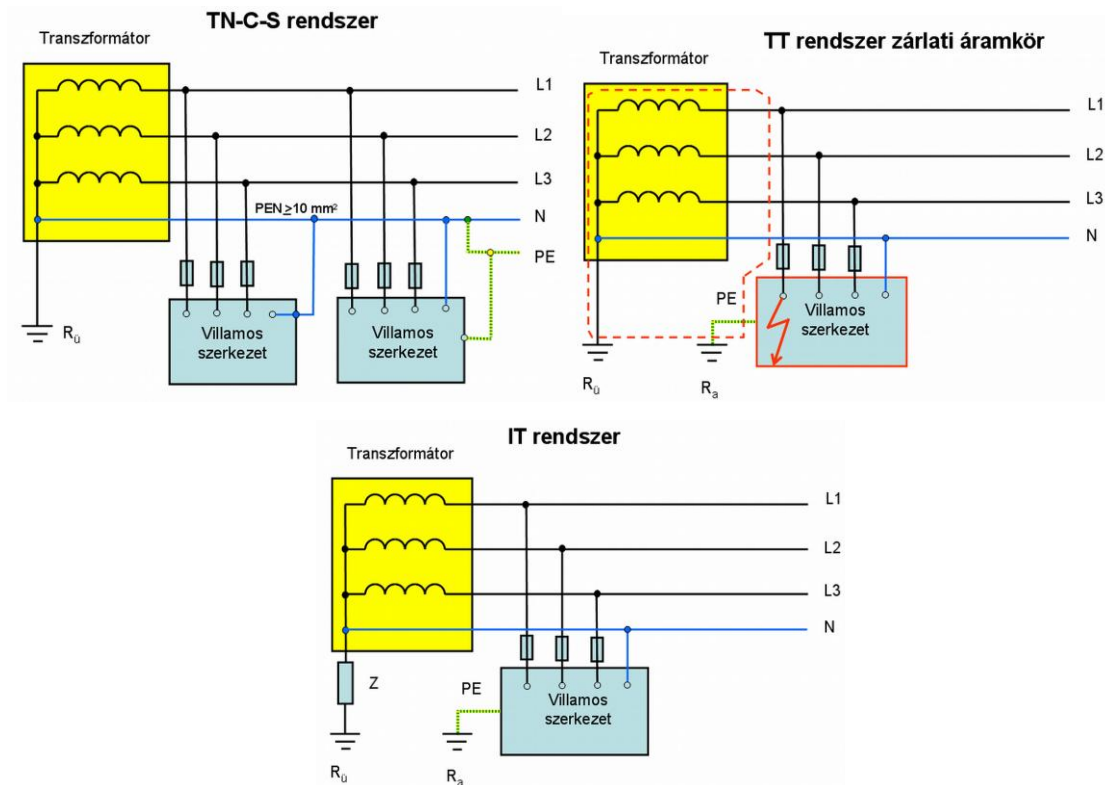 TN-C-S rendszer
Transzformátor
L1
L2
L3
PEN ≥10 mm²
N
PE
Villamos
szerkezet
Villamos
szerkezet
Rü
TT rendszer zárlati áramkör
Transzformátor
L1
L2
L3
N
PE
Villamos
szerkezet
Rü
Ra
IT rendszer
Transzformátor
L1
L2
L3
N
Z
PE
Villamos
szerkezet
Rü
Ra